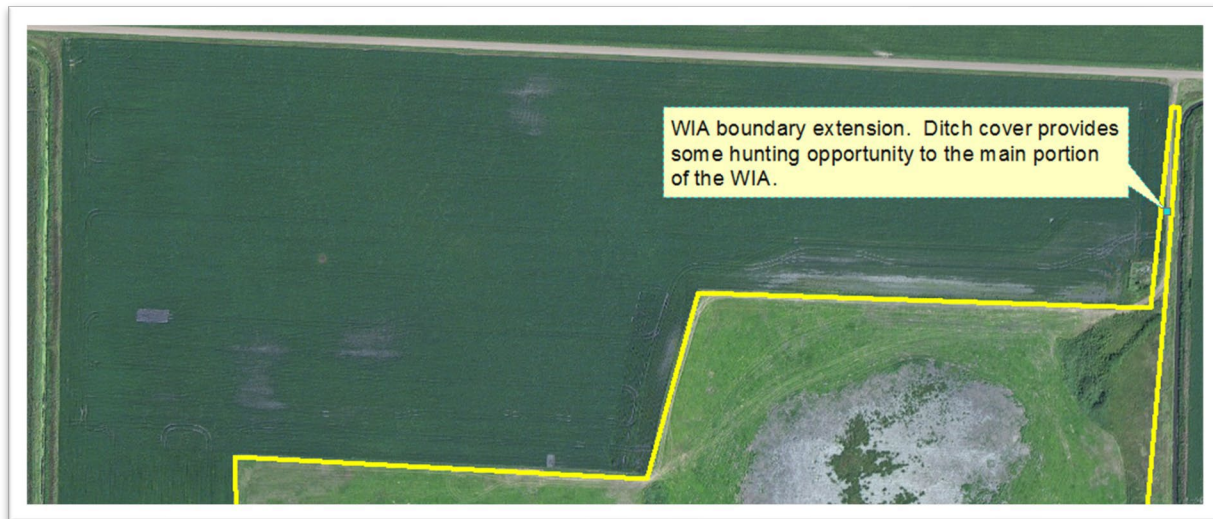 WIA boundary extension.  Ditch cover provides
some hunting opportunity to the main portion
of the WIA.